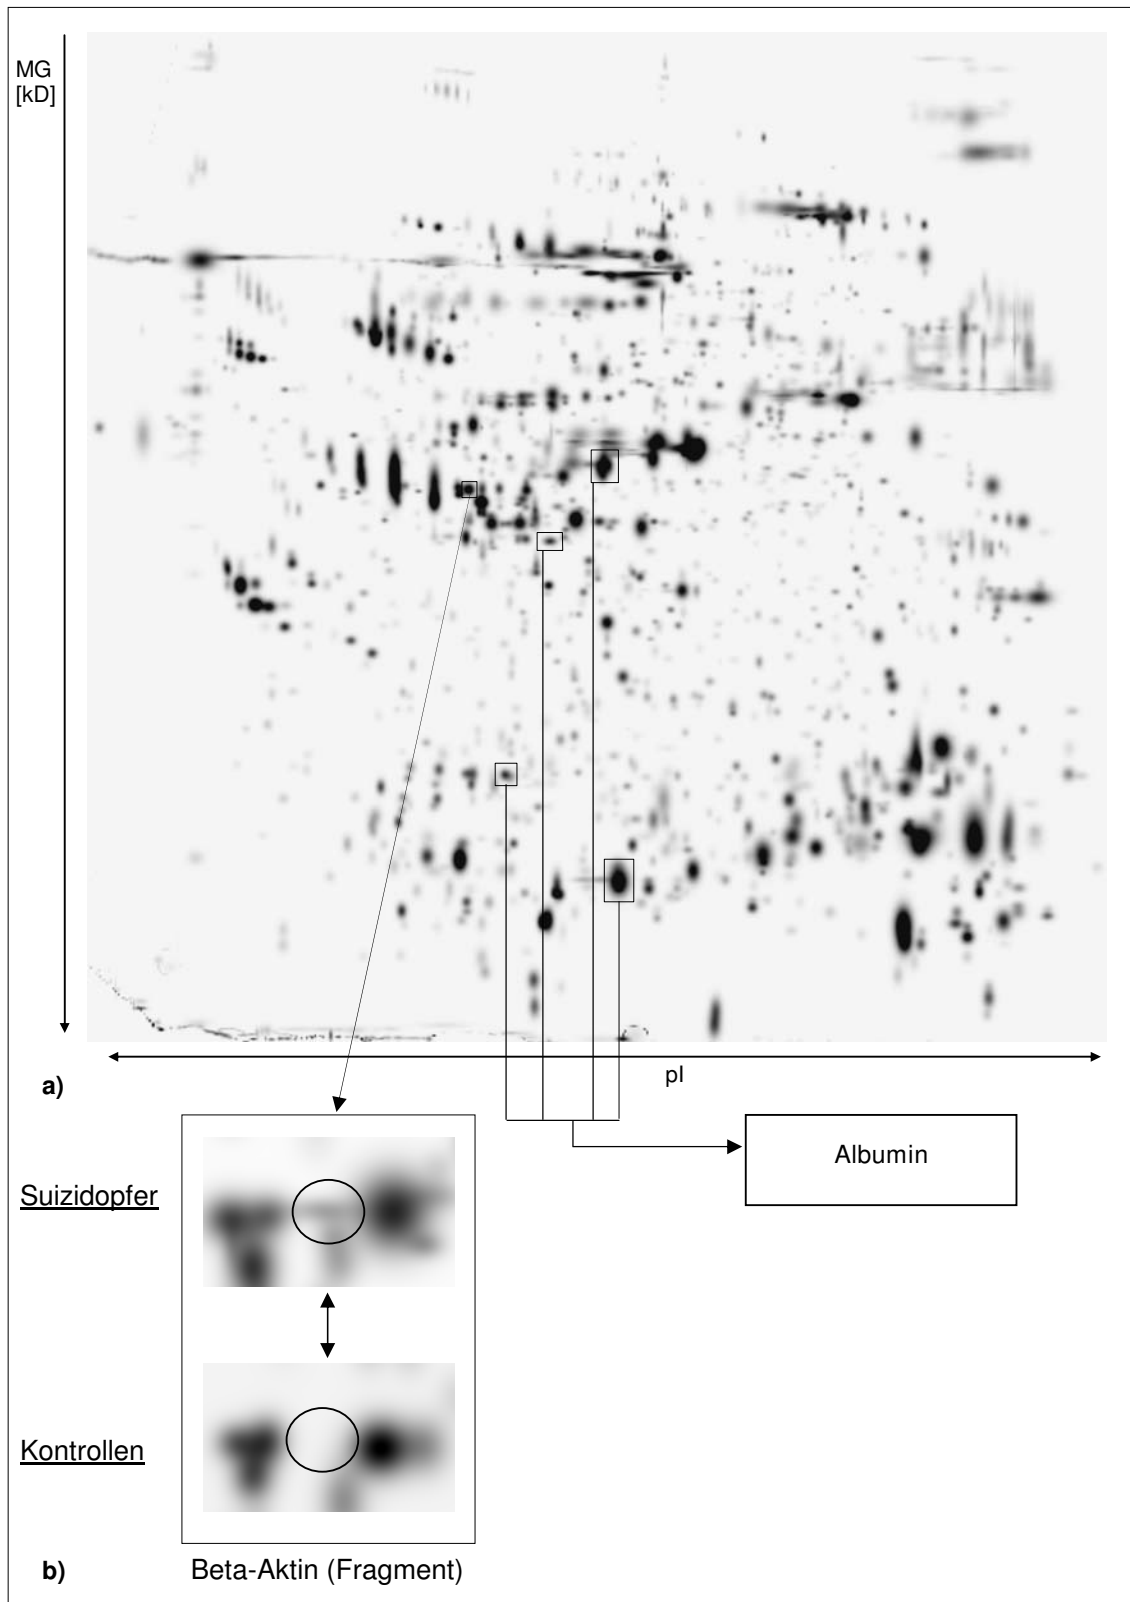 MG
[kD]
pI
a)
Albumin
Suizidopfer
Kontrollen
b)
Beta-Aktin (Fragment)